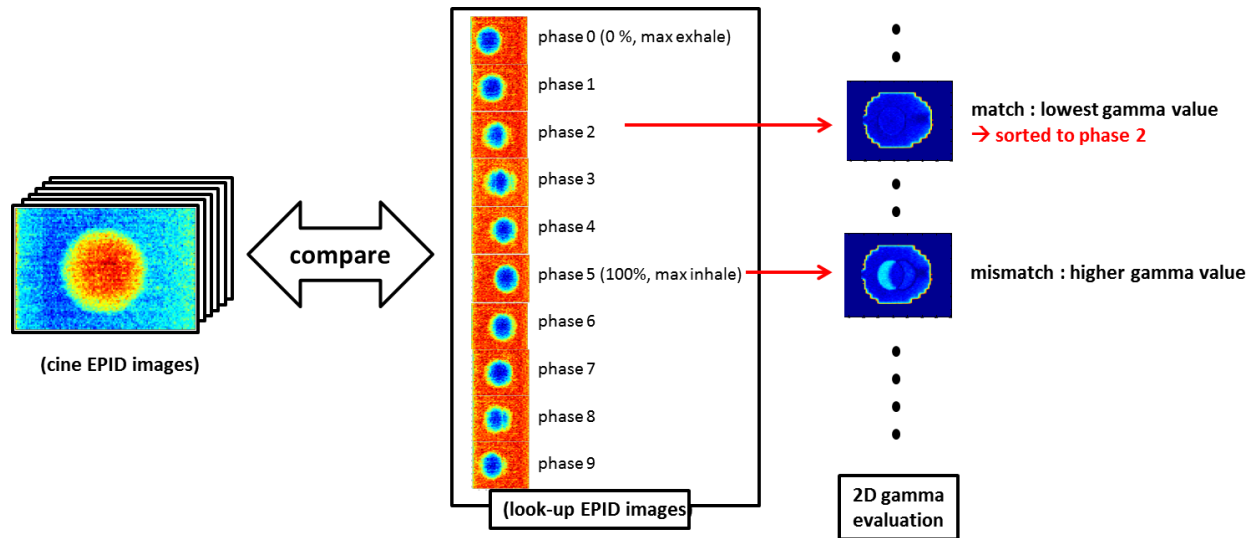 phase 0 (0 %, max exhale)
phase 1
phase 2
phase 3
phase 4
phase 5 (100%, max inhale)
phase 6
phase 7
phase 8
phase 9
(look-up EPID images)
compare
(cine EPID images)
match : lowest gamma value
→ sorted to phase 2
mismatch : higher gamma value
2D gamma
evaluation